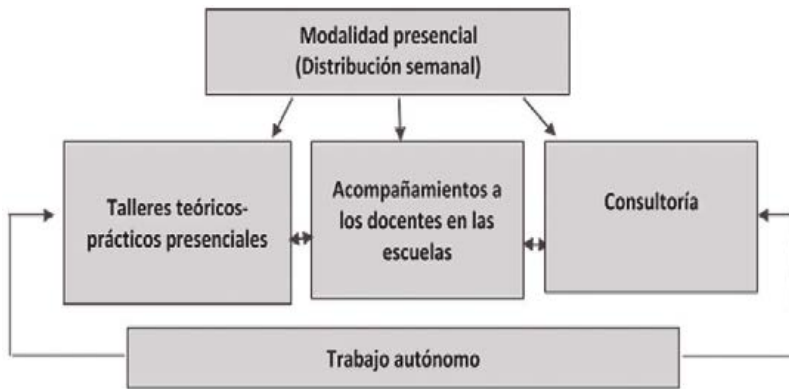 Modalidad presencial
(Distribución semanal)
Talleres teóricos-
prácticos presenciales
Acompañamientos a
los docentes en las
escuelas
Consultoría
Trabajo autónomo